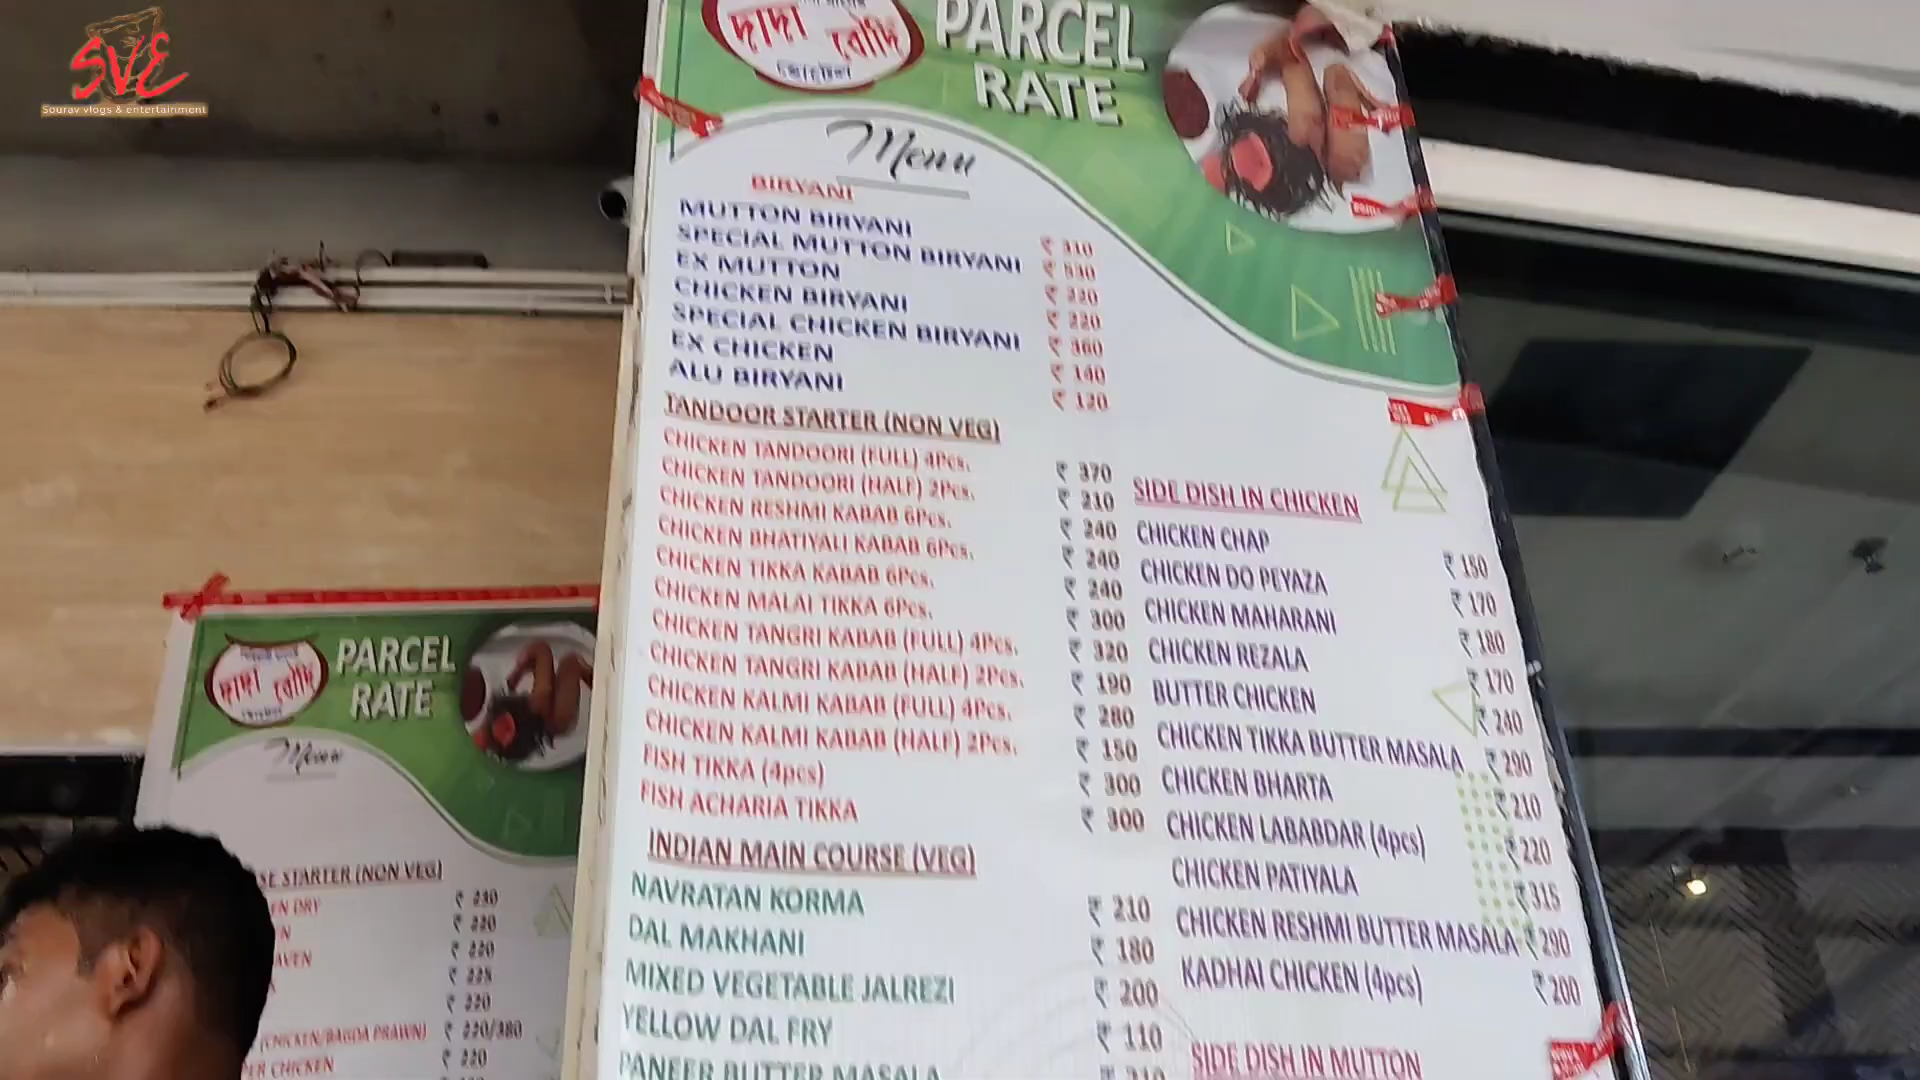 SVE
Sourav vlogs & entertainment
দাদা বৌদি
হোটেল
PARCEL
RATE
Menu
BIRYANI
MUTTON BIRYANI ₹ 310
SPECIAL MUTTON BIRYANI ₹ 530
EX MUTTON ₹ 220
CHICKEN BIRYANI ₹ 220
SPECIAL CHICKEN BIRYANI ₹ 360
EX CHICKEN ₹ 140
ALU BIRYANI ₹ 120
TANDOOR STARTER (NON VEG)
CHICKEN TANDOORI (FULL) 4Pcs. ₹ 370
CHICKEN TANDOORI (HALF) 2Pcs. ₹ 210
CHICKEN RESHMI KABAB 6Pcs. ₹ 240
CHICKEN BHATIYALI KABAB 6Pcs. ₹ 240
CHICKEN TIKKA KABAB 6Pcs. ₹ 240
CHICKEN MALAI TIKKA 6Pcs. ₹ 300
CHICKEN TANGRI KABAB (FULL) 4Pcs. ₹ 320
CHICKEN TANGRI KABAB (HALF) 2Pcs. ₹ 190
CHICKEN KALMI KABAB (FULL) 4Pcs. ₹ 280
CHICKEN KALMI KABAB (HALF) 2Pcs. ₹ 150
FISH TIKKA (4pcs) ₹ 300
FISH ACHARIA TIKKA ₹ 300
INDIAN MAIN COURSE (VEG)
NAVRATAN KORMA ₹ 210
DAL MAKHANI ₹ 180
MIXED VEGETABLE JALREZI ₹ 200
YELLOW DAL FRY ₹ 110
PANEER BUTTER MASALA ₹ 210
SIDE DISH IN CHICKEN
CHICKEN CHAP ₹ 150
CHICKEN DO PEYAZA ₹ 170
CHICKEN MAHARANI ₹ 180
CHICKEN REZALA ₹ 170
BUTTER CHICKEN ₹ 240
CHICKEN TIKKA BUTTER MASALA ₹ 290
CHICKEN BHARTA ₹ 210
CHICKEN LABABDAR (4pcs) ₹ 220
CHICKEN PATIYALA ₹ 315
CHICKEN RESHMI BUTTER MASALA ₹ 290
KADHAI CHICKEN (4pcs) ₹ 200
SIDE DISH IN MUTTON
দাদা বৌদি
হোটেল
PARCEL
RATE
Menu
SE STARTER (NON VEG)
EN DRY ₹ 230
N ₹ 220
AVEN ₹ 220
₹ 225
₹ 220
(CHICKEN/BAGDA PRAWN) ₹ 220/380
ER CHICKEN ₹ 220